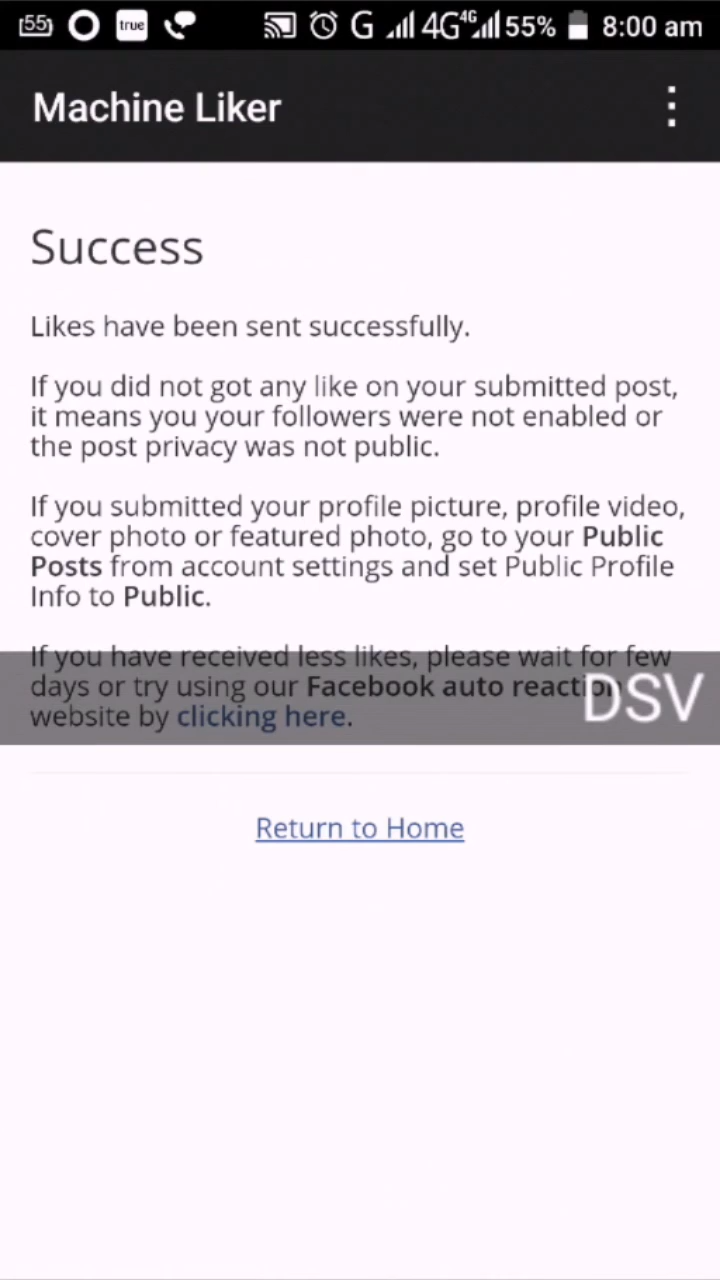 55 true G 4G 4G 55% 8:00 am
Machine Liker
Success
Likes have been sent successfully.
If you did not got any like on your submitted post,
it means you your followers were not enabled or
the post privacy was not public.
If you submitted your profile picture, profile video,
cover photo or featured photo, go to your Public
Posts from account settings and set Public Profile
Info to Public.
If you have received less likes, please wait for few
days or try using our Facebook auto reaction
website by clicking here.
DSV
Return to Home